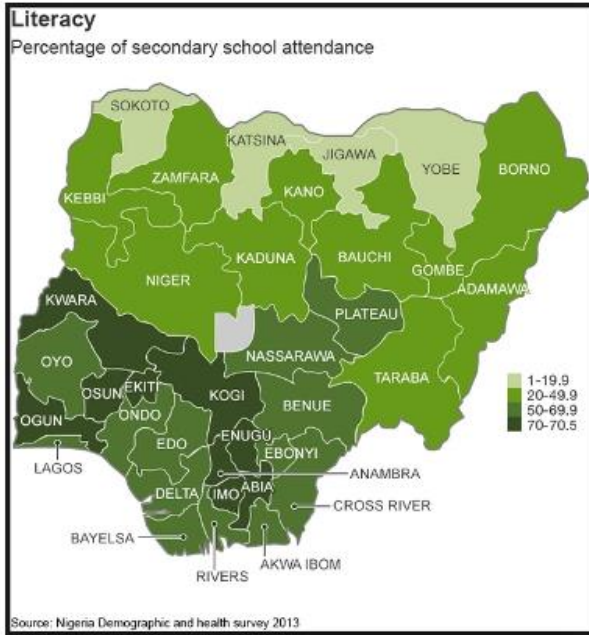 Literacy
Percentage of secondary school attendance
SOKOTO
KATSINA
JIGAWA
YOBE
BORNO
ZAMFARA
KANO
KEBBI
KADUNA
BAUCHI
GOMBE
NIGER
ADAMAWA
KWARA
PLATEAU
OYO
NASSARAWA
TARABA
OSUN
EKITI
KOGI
BENUE
OGUN
ONDO
EDO
ENUGU
EBONYI
LAGOS
ANAMBRA
DELTA
IMO
ABIA
CROSS RIVER
BAYELSA
AKWA IBOM
RIVERS
1-19.9
20-49.9
50-69.9
70-70.5
Source: Nigeria Demographic and health survey 2013